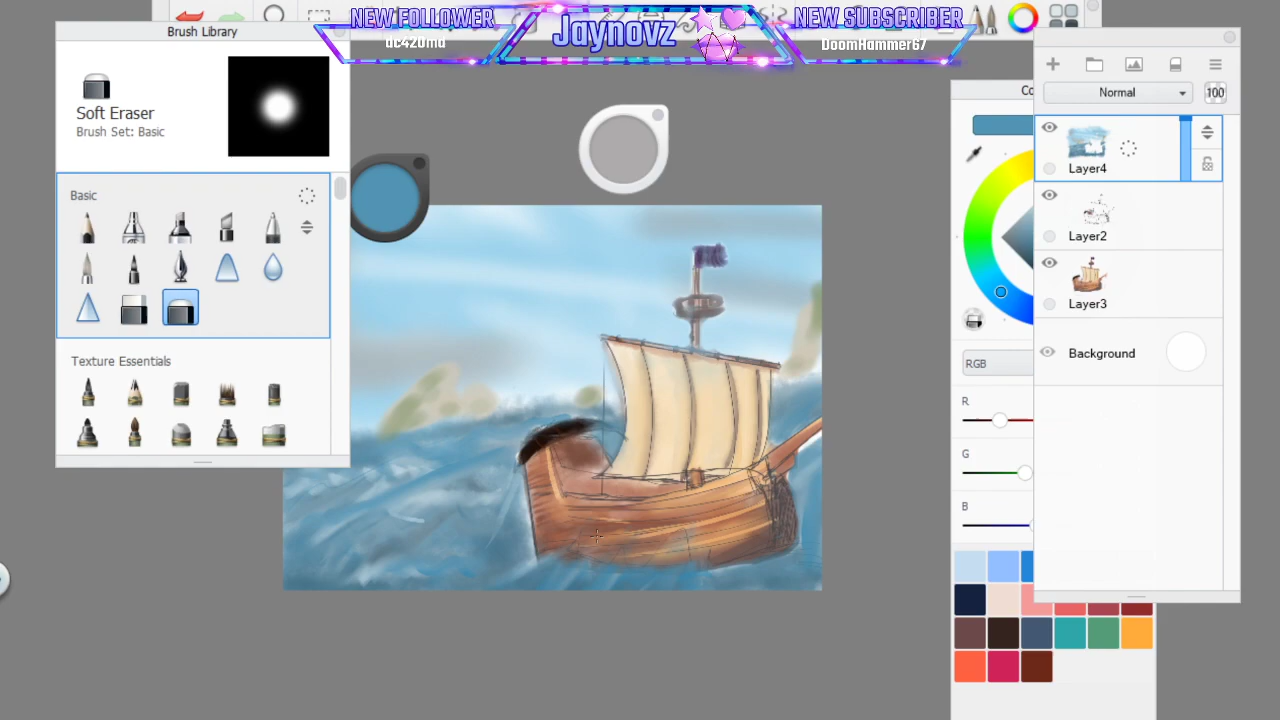 NEW FOLLOWER
dc420md
Jaynovz
NEW SUBSCRIBER
DoomHammer67
Brush Library
Soft Eraser
Brush Set: Basic
Basic
Texture Essentials
Co
RGB
R
G
B
Normal
100
Layer4
Layer2
Layer3
Background